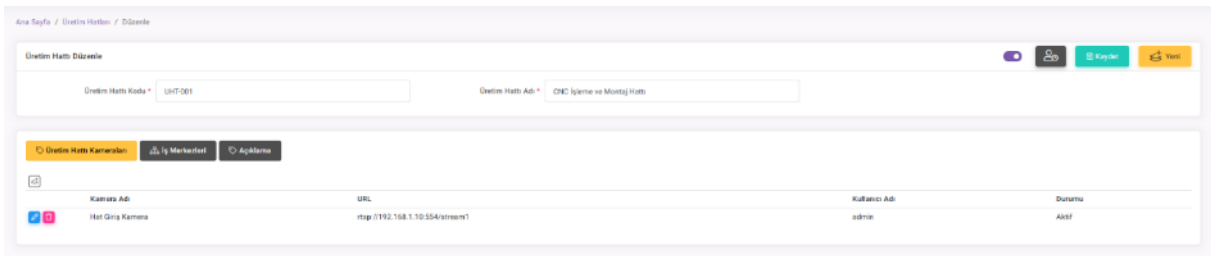 Ana Sayfa / Üretim Hatları / Düzenle
Üretim Hattı Düzenle
Kaydet
Yeni
Üretim Hattı Kodu * UHT-001
Üretim Hattı Adı * CNC İşleme ve Montaj Hattı
Üretim Hattı Kameraları
İş Merkezleri
Açıklama
Kamera Adı URL Kullanıcı Adı Durumu
Hat Giriş Kamera rtsp://192.168.1.10:554/stream1 admin Aktif